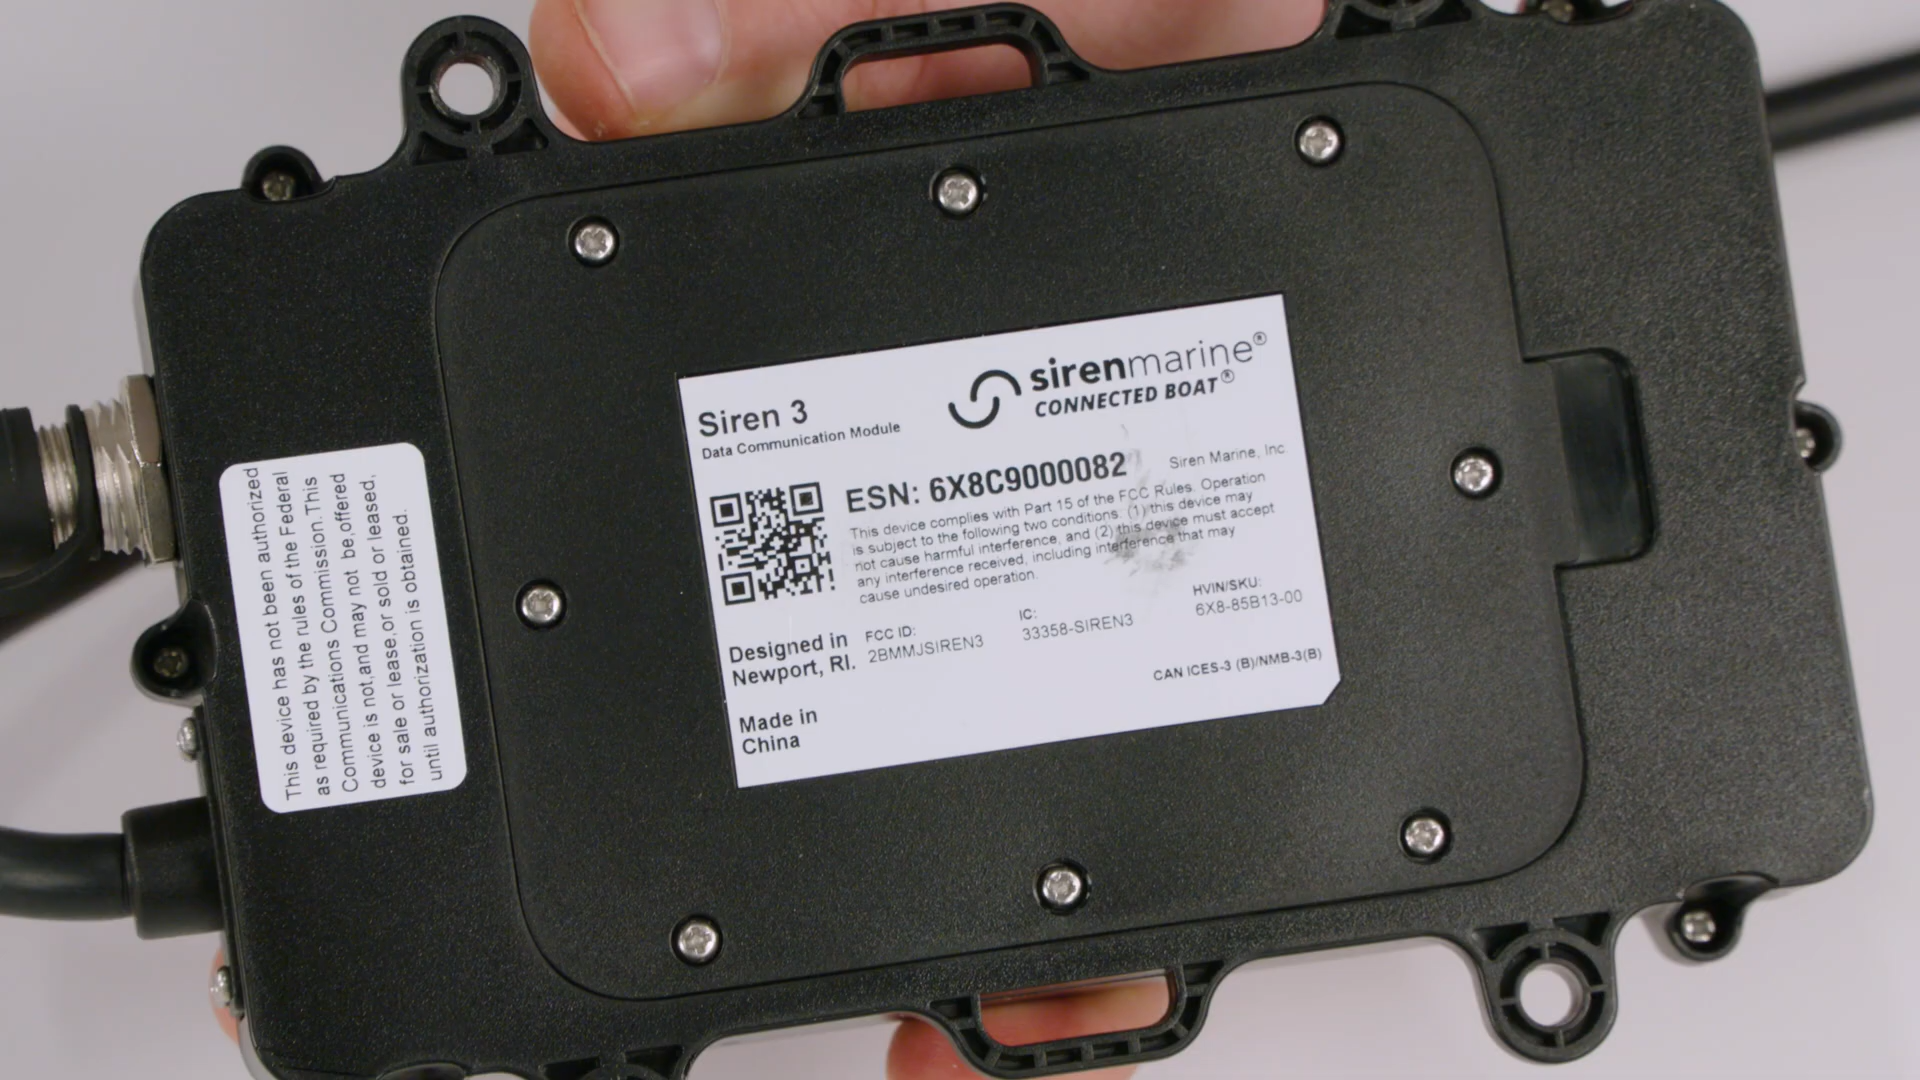 This device has not been authorized
as required by the rules of the Federal
Communications Commission.This
device is not,and may not be,offered
for sale or lease,or sold or leased,
until authorization is obtained.
sirenmarine®
CONNECTED BOAT®
Siren 3
Data Communication Module
ESN: 6X8C9000082
Siren Marine, Inc.
This device complies with Part 15 of the FCC Rules. Operation
is subject to the following two conditions: (1) this device may
not cause harmful interference, and (2) this device must accept
any interference received, including interference that may
cause undesired operation.
Designed in
Newport, RI.
FCC ID:
2BMMJSIREN3
IC:
33358-SIREN3
HVIN/SKU:
6X8-85B13-00
CAN ICES-3 (B)/NMB-3(B)
Made in
China